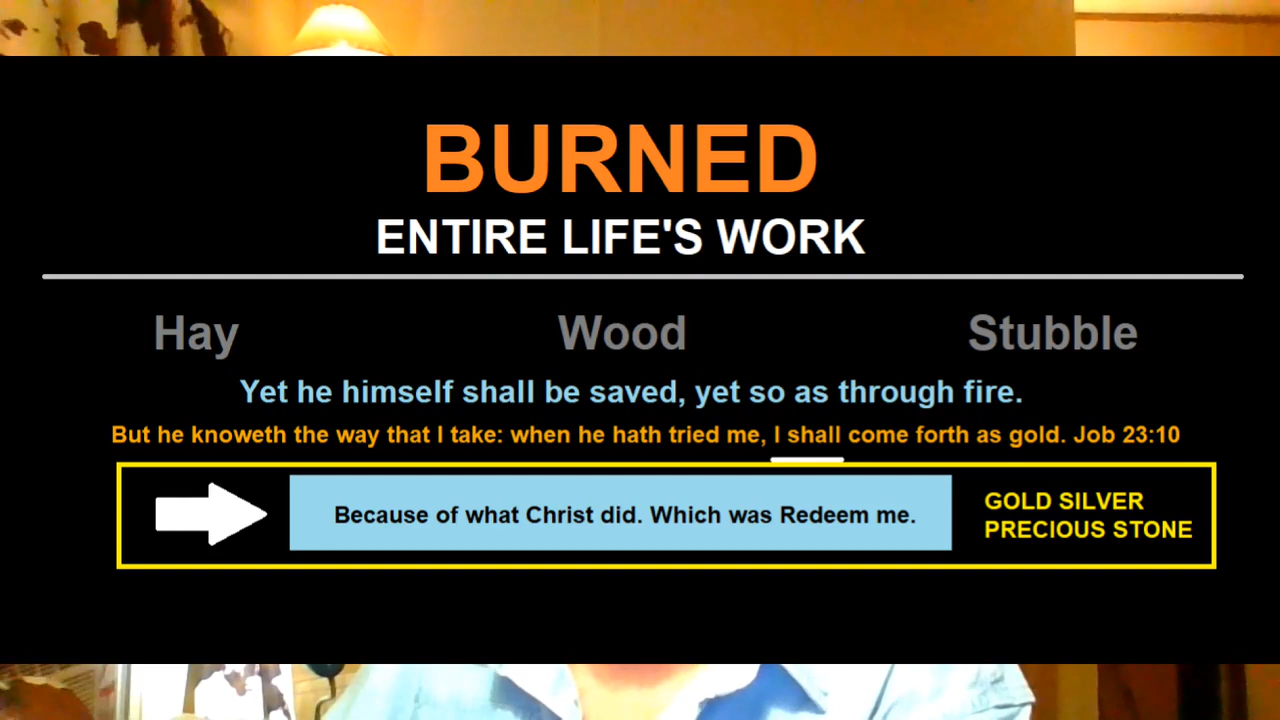 BURNED
ENTIRE LIFE'S WORK
Hay Wood Stubble
Yet he himself shall be saved, yet so as through fire.
But he knoweth the way that I take: when he hath tried me, I shall come forth as gold. Job 23:10
Because of what Christ did. Which was Redeem me.
GOLD SILVER
PRECIOUS STONE